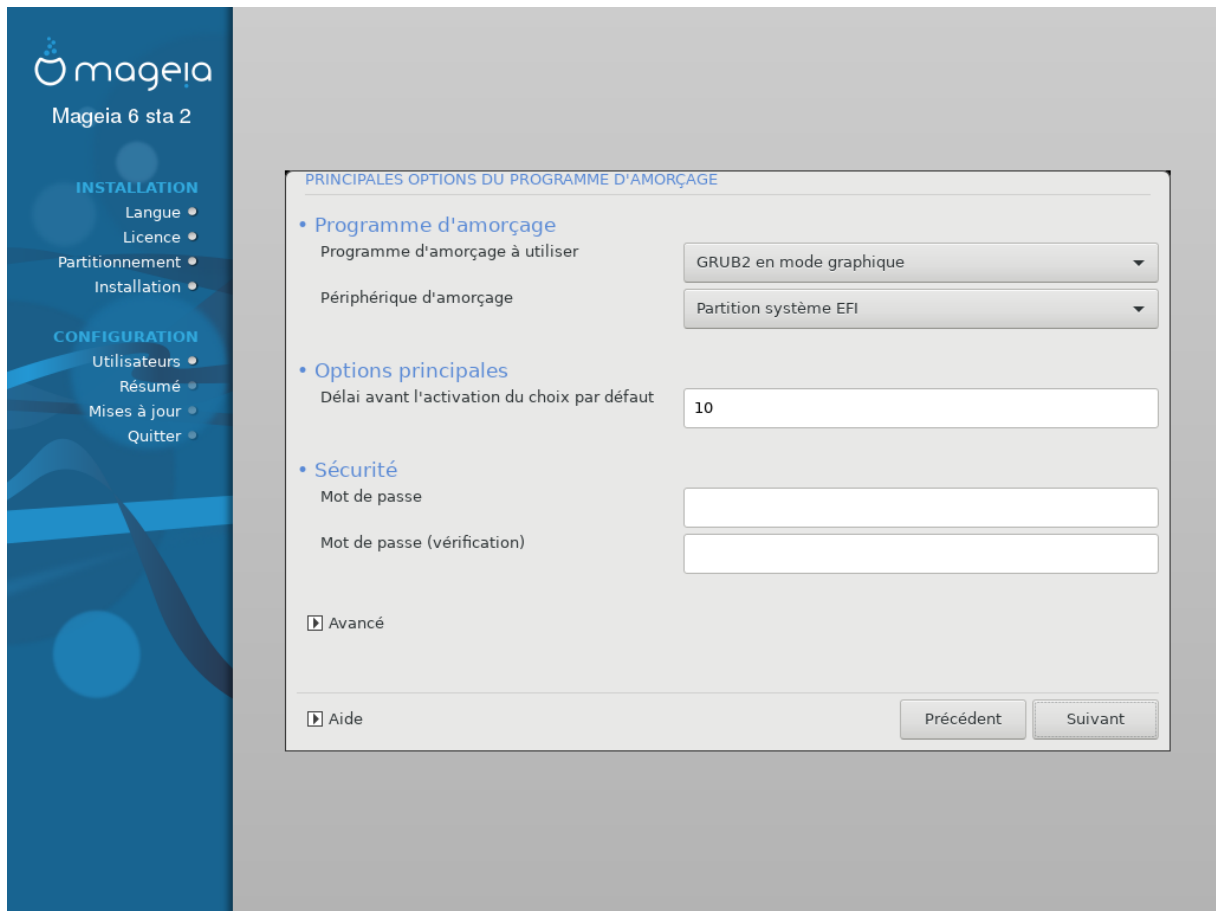 mageia
Mageia 6 sta 2
INSTALLATION
Langue
Licence
Partitionnement
Installation
CONFIGURATION
Utilisateurs
Résumé
Mises à jour
Quitter
PRINCIPALES OPTIONS DU PROGRAMME D'AMORÇAGE
• Programme d'amorçage
Programme d'amorçage à utiliser
GRUB2 en mode graphique
Périphérique d'amorçage
Partition système EFI
• Options principales
Délai avant l'activation du choix par défaut
10
• Sécurité
Mot de passe
Mot de passe (vérification)
Avancé
Aide
Précédent
Suivant